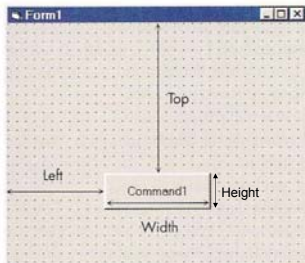 Form1
Top
Left
Command1
Height
Width